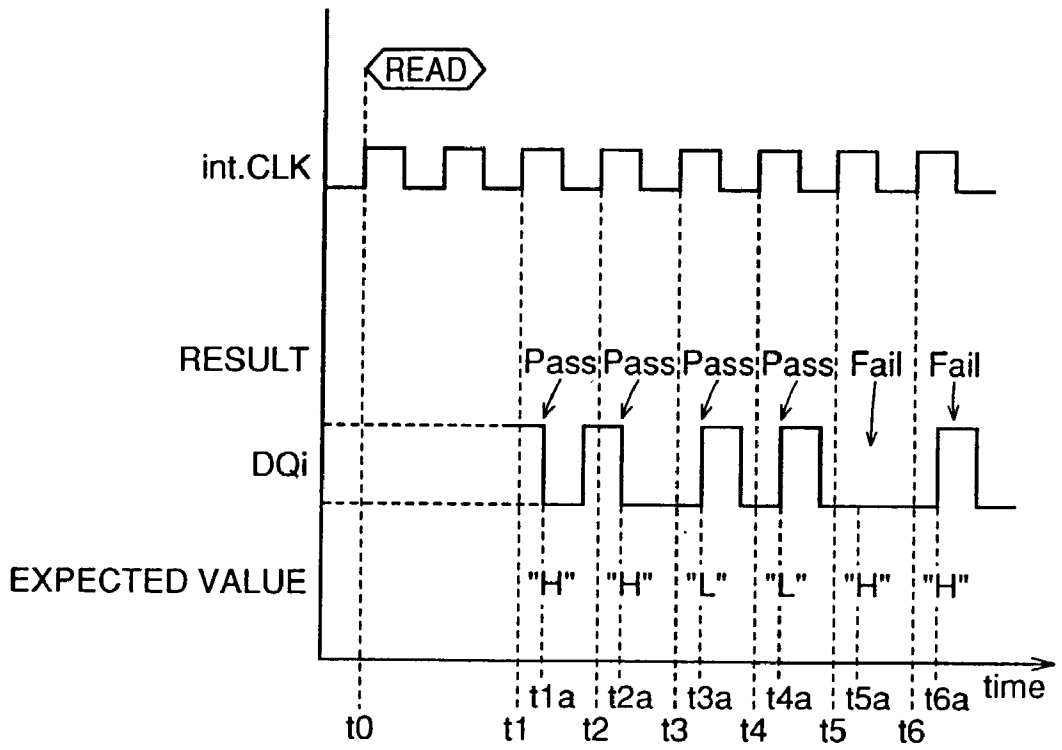 READ
int.CLK
RESULT
Pass Pass Pass Pass Fail Fail
DQi
EXPECTED VALUE "H" "H" "L" "L" "H" "H"
time
t1a t2a t3a t4a t5a t6a
t0 t1 t2 t3 t4 t5 t6